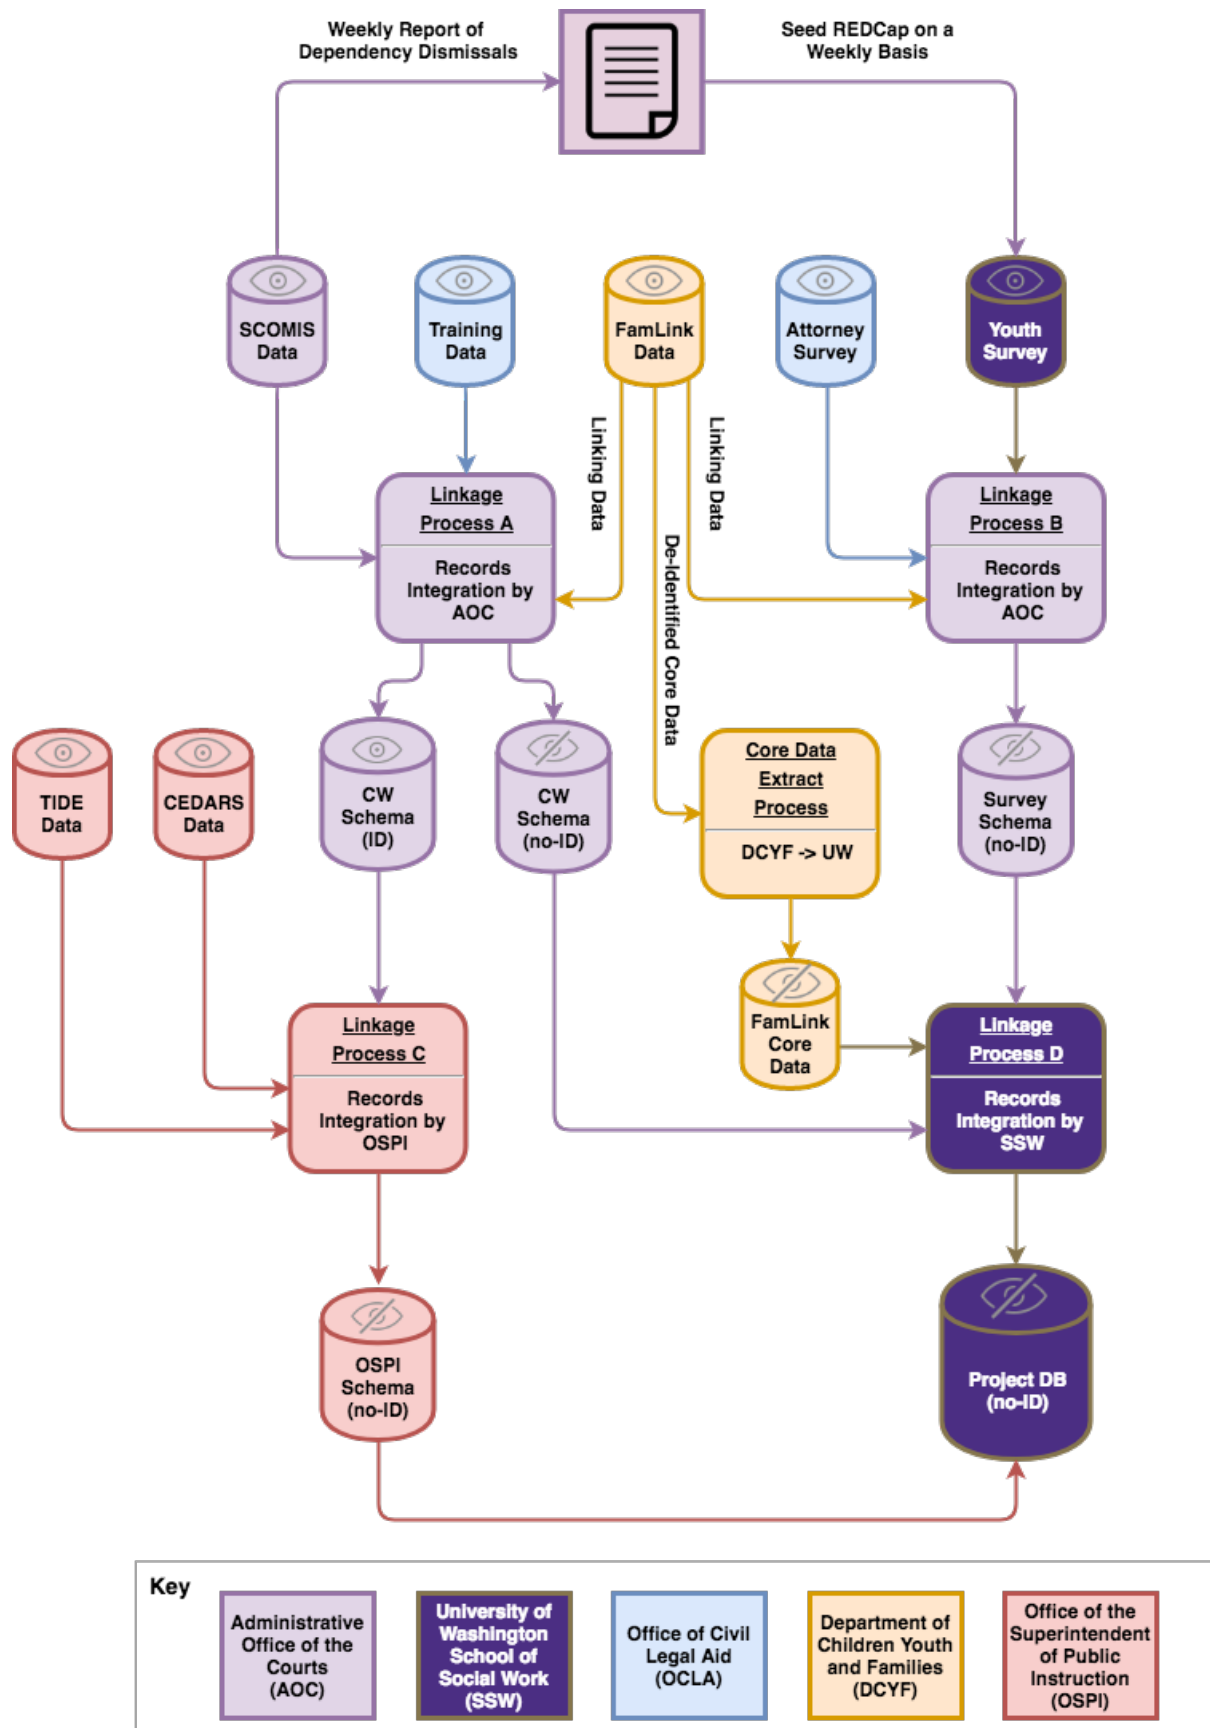 Weekly Report of
Dependency Dismissals
Seed REDCap on a
Weekly Basis
SCOMIS
Data
Training
Data
FamLink
Data
Attorney
Survey
Youth
Survey
Linking Data
De-Identified Core Data
Linking Data
Linkage
Process A
Records
Integration by
AOC
Linkage
Process B
Records
Integration by
AOC
TIDE
Data
CEDARS
Data
CW
Schema
(ID)
CW
Schema
(no-ID)
Core Data
Extract
Process
DCYF -> UW
Survey
Schema
(no-ID)
FamLink
Core
Data
Linkage
Process C
Records
Integration by
OSPI
Linkage
Process D
Records
Integration by
SSW
OSPI
Schema
(no-ID)
Project DB
(no-ID)
Key
Administrative
Office of the
Courts
(AOC)
University of
Washington
School of
Social Work
(SSW)
Office of Civil
Legal Aid
(OCLA)
Department of
Children Youth
and Families
(DCYF)
Office of the
Superintendent
of Public
Instruction
(OSPI)